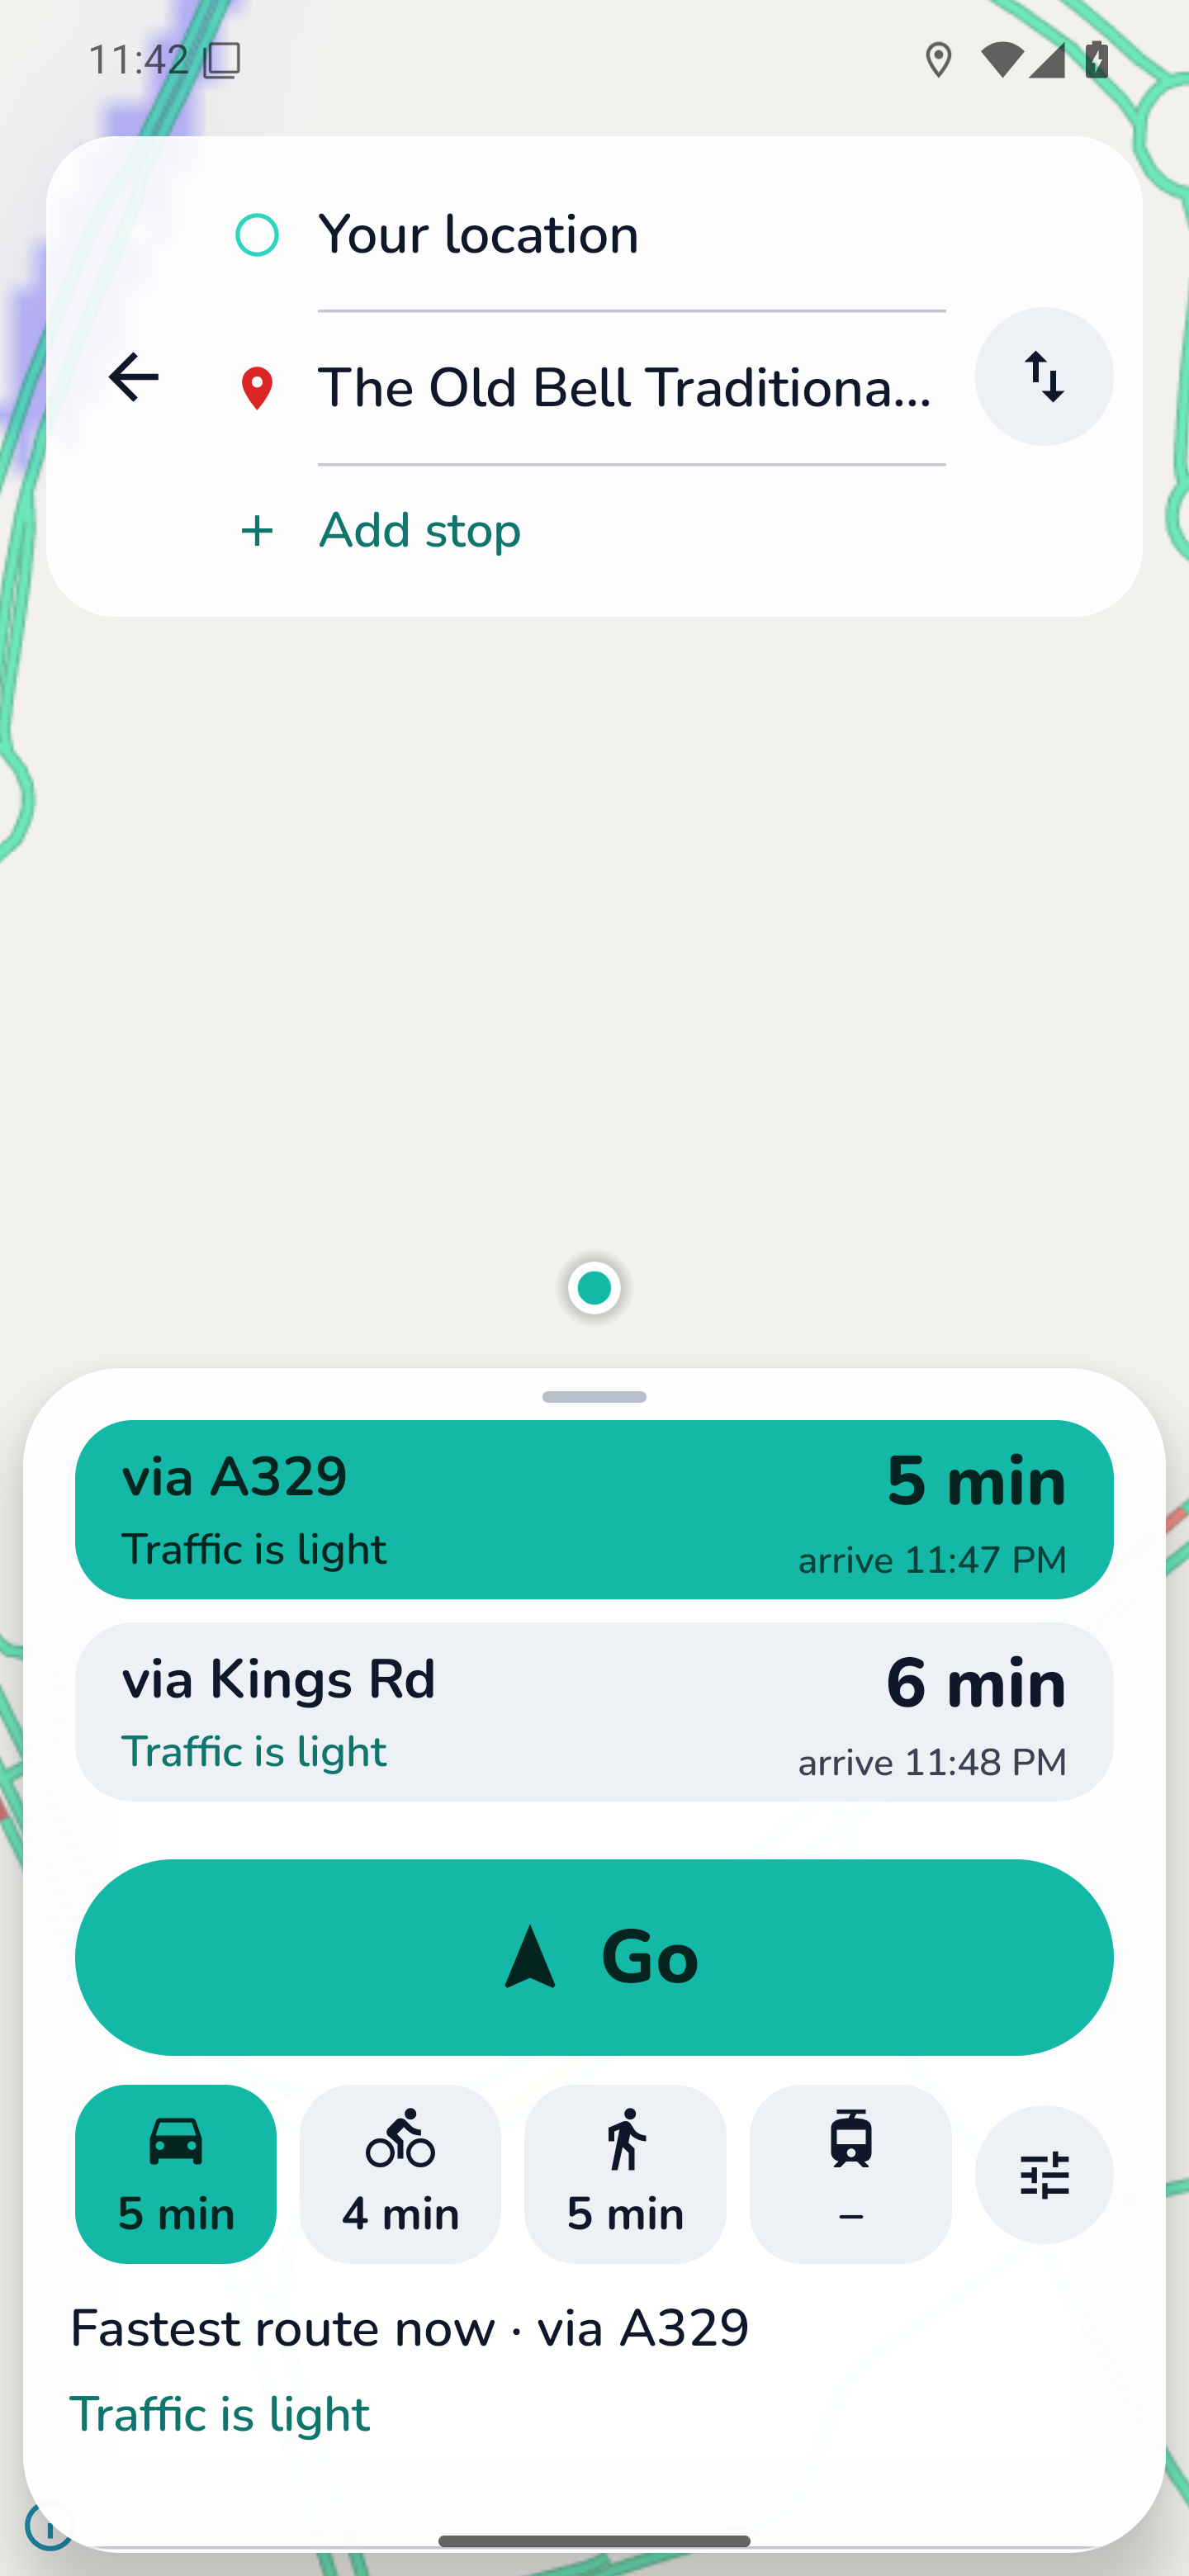 11:42
Your location
The Old Bell Traditiona...
Add stop
via A329
5 min
Traffic is light
arrive 11:47 PM
via Kings Rd
6 min
Traffic is light
arrive 11:48 PM
Go
5 min
4 min
5 min
–
Fastest route now · via A329
Traffic is light